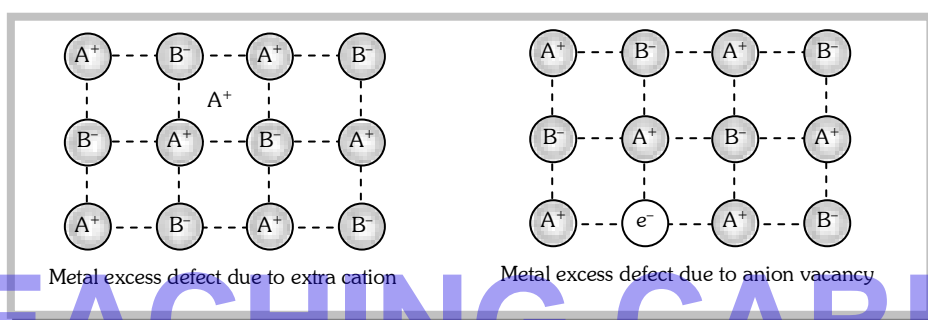 A⁺ B⁻ A⁺ B⁻
A⁺
B⁻ A⁺ B⁻ A⁺
A⁺ B⁻ A⁺ B⁻
Metal excess defect due to extra cation
A⁺ B⁻ A⁺ B⁻
B⁻ A⁺ B⁻ A⁺
A⁺ e⁻ A⁺ B⁻
Metal excess defect due to anion vacancy